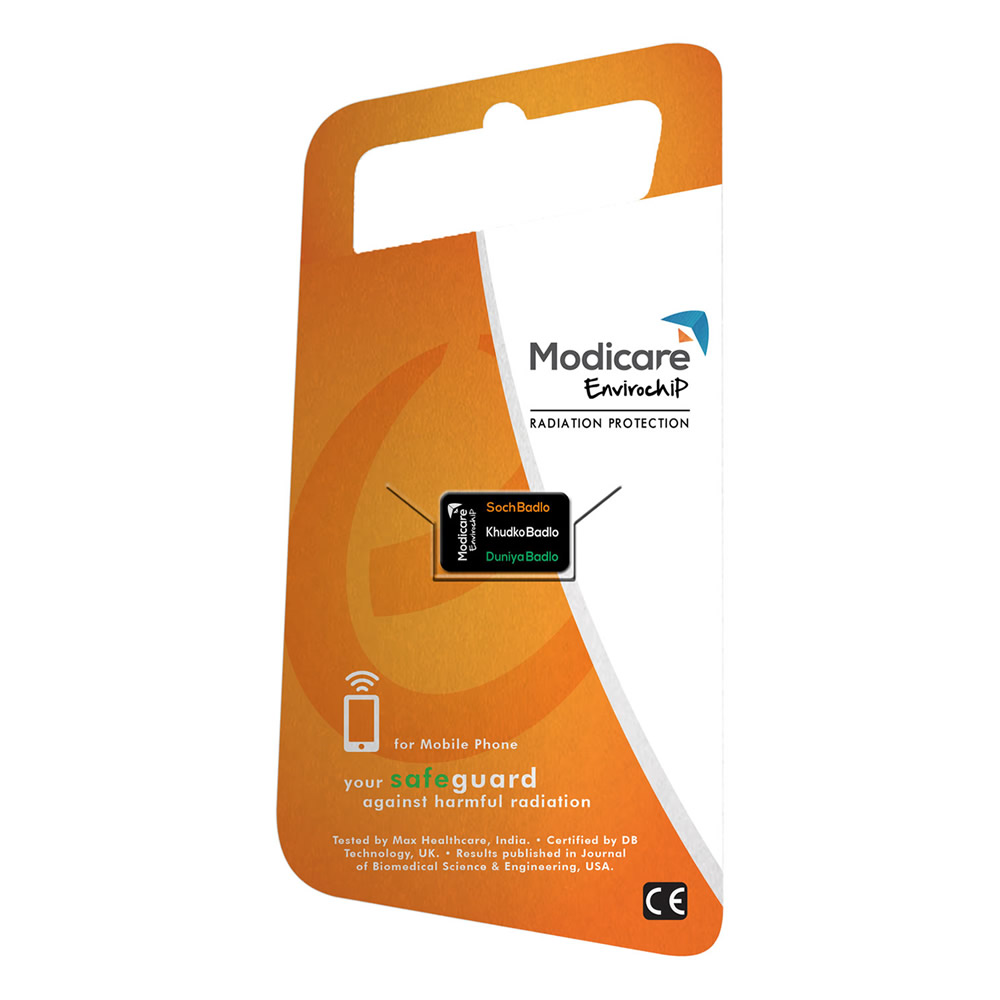 Modicare
EnvirochiP
RADIATION PROTECTION
Modicare
EnvirochiP
SochBadlo
KhudkoBadlo
DuniyaBadlo
for Mobile Phone
your safeguard
against harmful radiation
Tested by Max Healthcare, India. • Certified by DB
Technology, UK. • Results published in Journal
of Biomedical Science & Engineering, USA.
CE